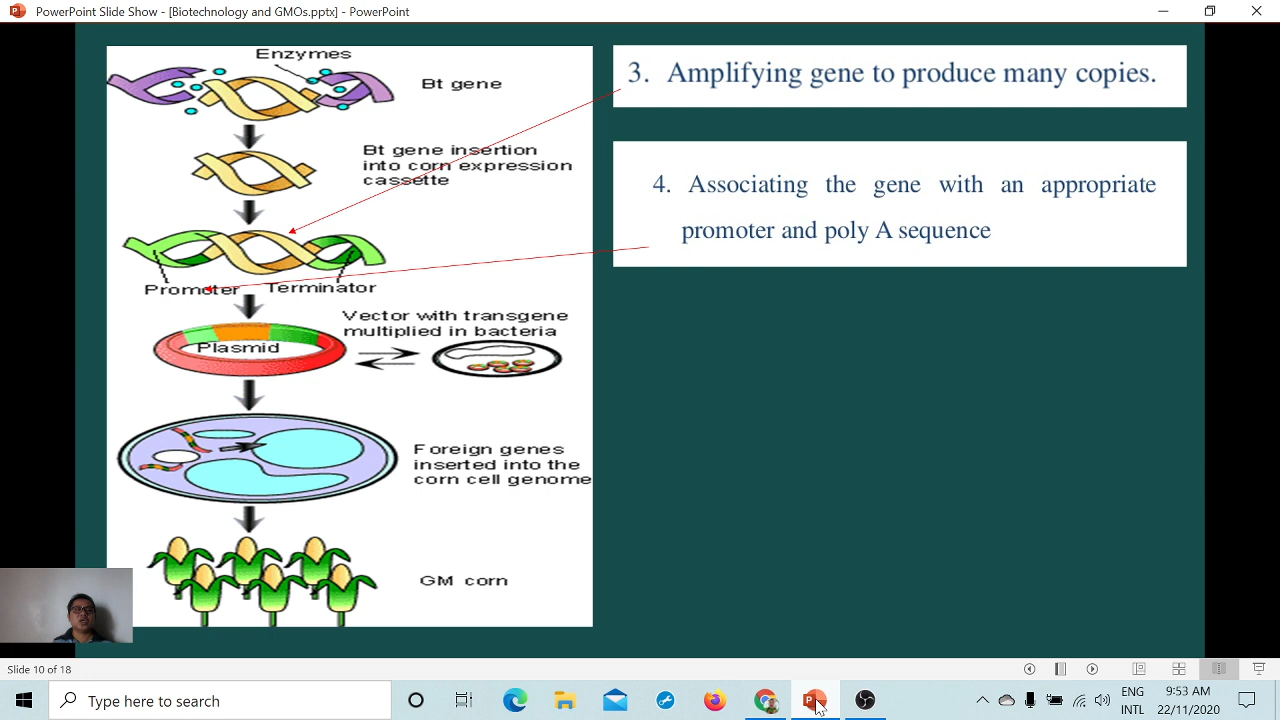 PowerPoint Slide Show - [Biotechnology and GMOs.pptx] - PowerPoint
Enzymes
Bt gene
Bt gene insertion
into corn expression
cassette
Promoter
Terminator
Vector with transgene
multiplied in bacteria
Plasmid
Foreign genes
inserted into the
corn cell genome
GM corn
3. Amplifying gene to produce many copies.
4. Associating the gene with an appropriate
promoter and poly A sequence
Slide 10 of 18
Type here to search
ENG
INTL
9:53 AM
22/11/2020